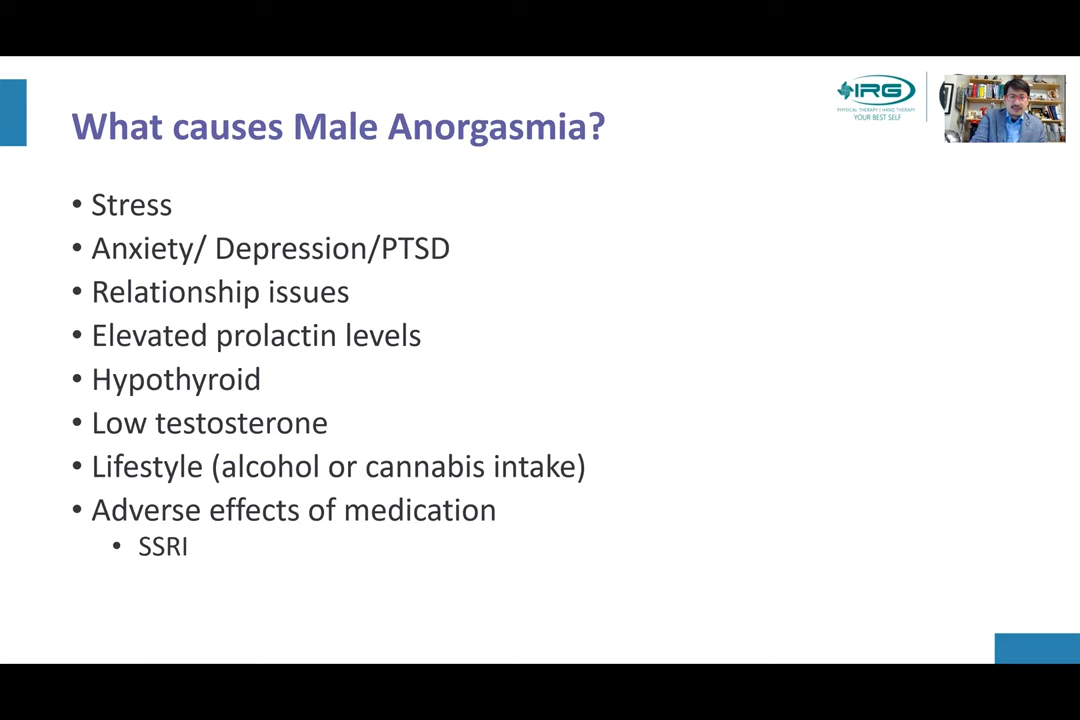 IRG
PHYSICAL THERAPY | HAND THERAPY
YOUR BEST SELF
What causes Male Anorgasmia?
• Stress
• Anxiety/ Depression/PTSD
• Relationship issues
• Elevated prolactin levels
• Hypothyroid
• Low testosterone
• Lifestyle (alcohol or cannabis intake)
• Adverse effects of medication
• SSRI